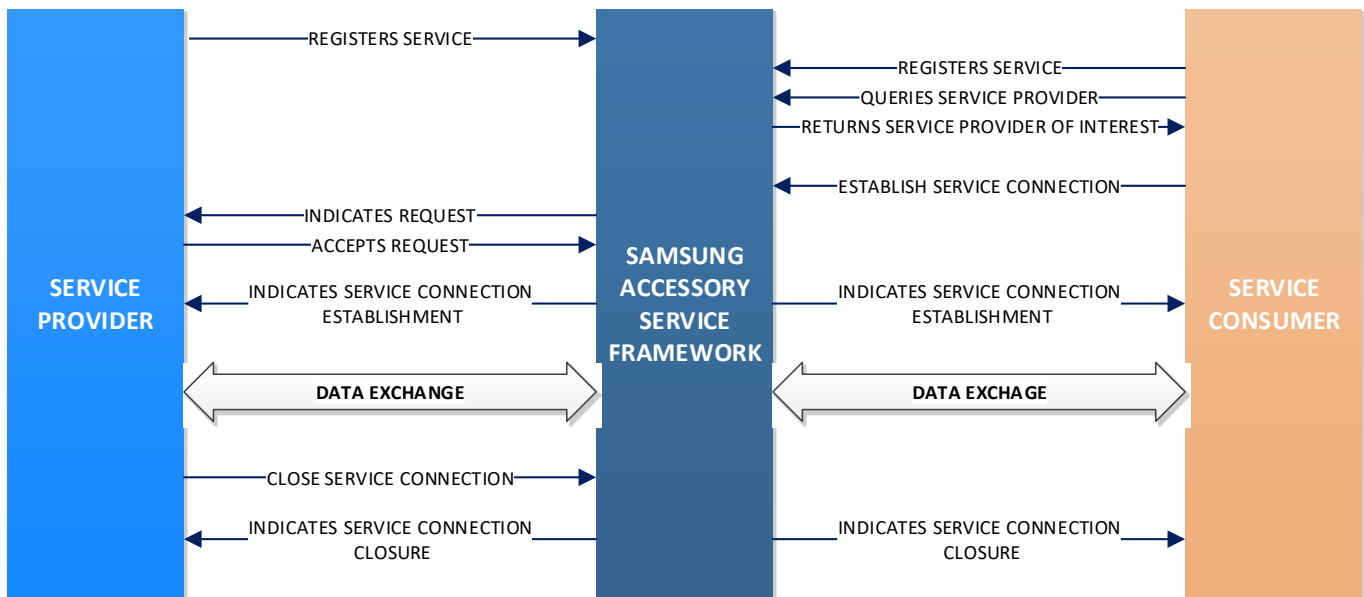 REGISTERS SERVICE
REGISTERS SERVICE
QUERIES SERVICE PROVIDER
RETURNS SERVICE PROVIDER OF INTEREST
ESTABLISH SERVICE CONNECTION
INDICATES REQUEST
ACCEPTS REQUEST
SERVICE
PROVIDER
SAMSUNG
ACCESSORY
SERVICE
FRAMEWORK
SERVICE
CONSUMER
INDICATES SERVICE CONNECTION
ESTABLISHMENT
INDICATES SERVICE CONNECTION
ESTABLISHMENT
DATA EXCHANGE
DATA EXCHAGE
CLOSE SERVICE CONNECTION
INDICATES SERVICE CONNECTION
CLOSURE
INDICATES SERVICE CONNECTION
CLOSURE